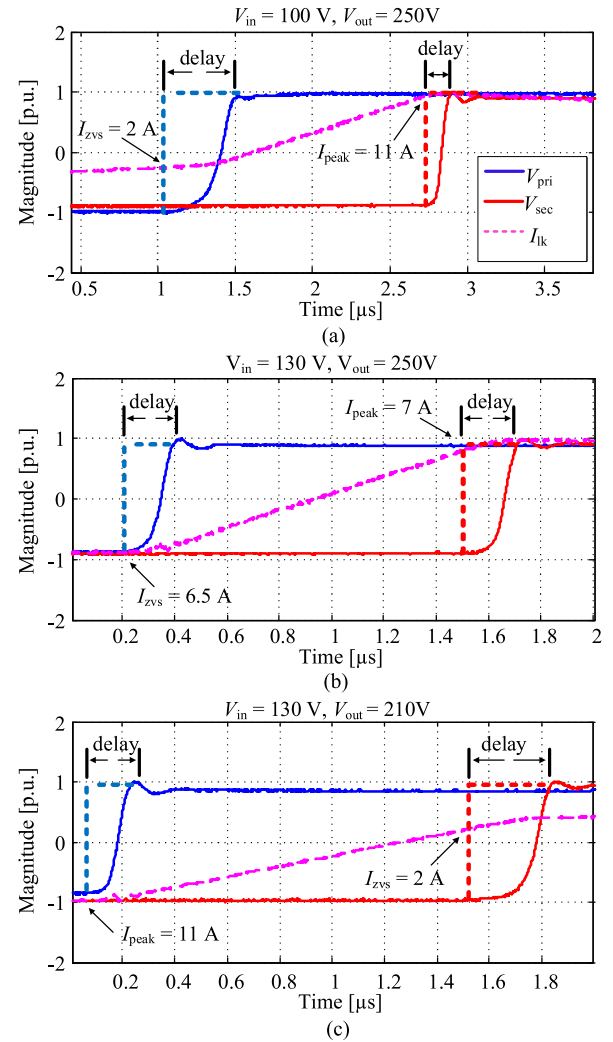 V_in = 100 V, V_out = 250V
Magnitude [p.u.]
2
1
0
-1
-2
delay
delay
I_zvs = 2 A
I_peak = 11 A
V_pri
V_sec
I_lk
0.5 1 1.5 2 2.5 3 3.5
Time [µs]
(a)
V_in = 130 V, V_out = 250V
Magnitude [p.u.]
2
1
0
-1
-2
delay
I_peak = 7 A
delay
I_zvs = 6.5 A
0.2 0.4 0.6 0.8 1 1.2 1.4 1.6 1.8 2
Time [µs]
(b)
V_in = 130 V, V_out = 210V
Magnitude [p.u.]
2
1
0
-1
-2
delay
delay
I_zvs = 2 A
I_peak = 11 A
0.2 0.4 0.6 0.8 1 1.2 1.4 1.6 1.8
Time [µs]
(c)